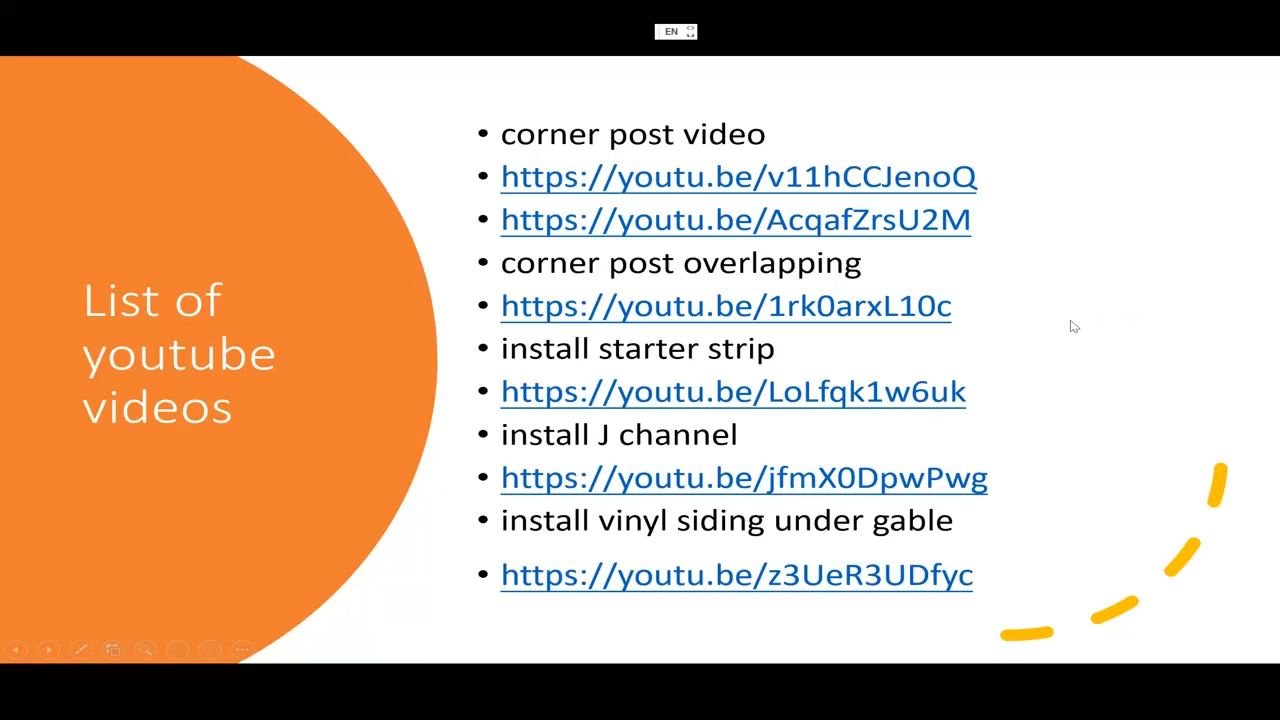 EN
List of
youtube
videos
• corner post video
• https://youtu.be/v11hCCJenoQ
• https://youtu.be/AcqafZrsU2M
• corner post overlapping
• https://youtu.be/1rk0arxL10c
• install starter strip
• https://youtu.be/LoLfqk1w6uk
• install J channel
• https://youtu.be/jfmX0DpwPwg
• install vinyl siding under gable
• https://youtu.be/z3UeR3UDfyc